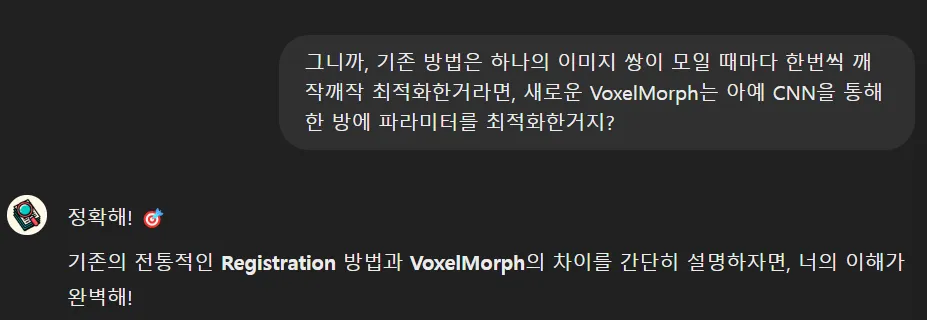 그니까, 기존 방법은 하나의 이미지 쌍이 모일 때마다 한번씩 깨
작깨작 최적화한거라면, 새로운 VoxelMorph는 아예 CNN을 통해
한 방에 파라미터를 최적화한거지?
정확해! 🎯
기존의 전통적인 Registration 방법과 VoxelMorph의 차이를 간단히 설명하자면, 너의 이해가
완벽해!